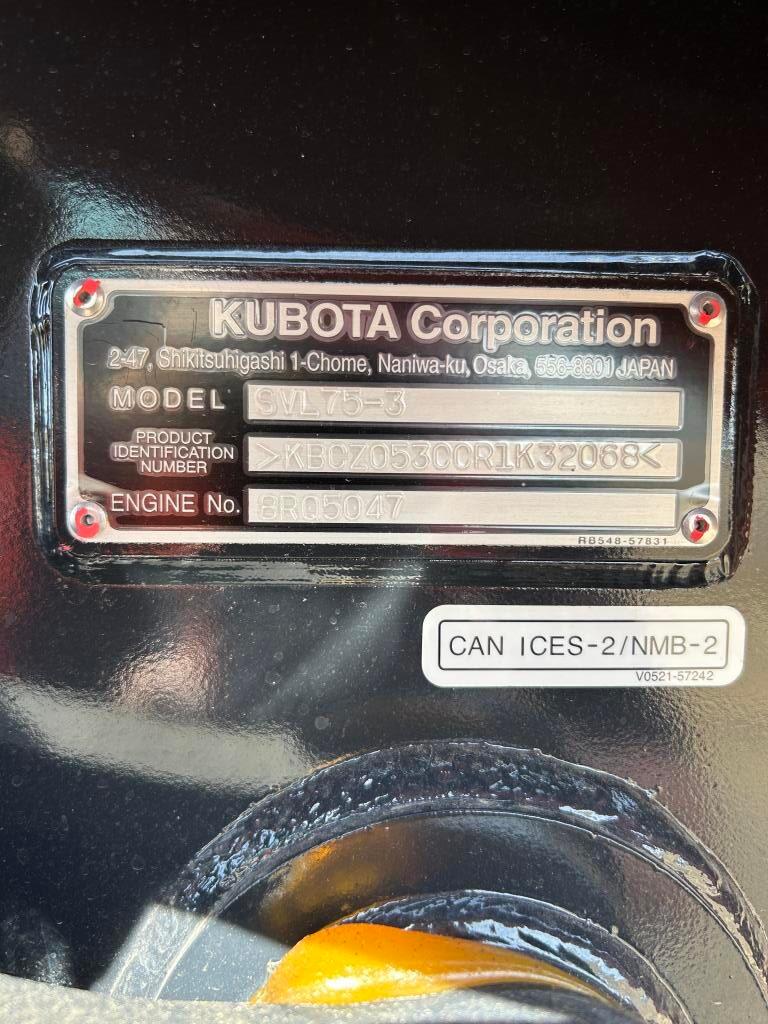 KUBOTA Corporation
2-47, Shikitsuhigashi 1-Chome, Naniwa-ku, Osaka, 556-8601 JAPAN
MODEL SVL75-3
PRODUCT IDENTIFICATION NUMBER >KBCZ053CCR1K32068<
ENGINE No. 8RQ5047
RB548-57831
CAN ICES-2/NMB-2
V0521-57242